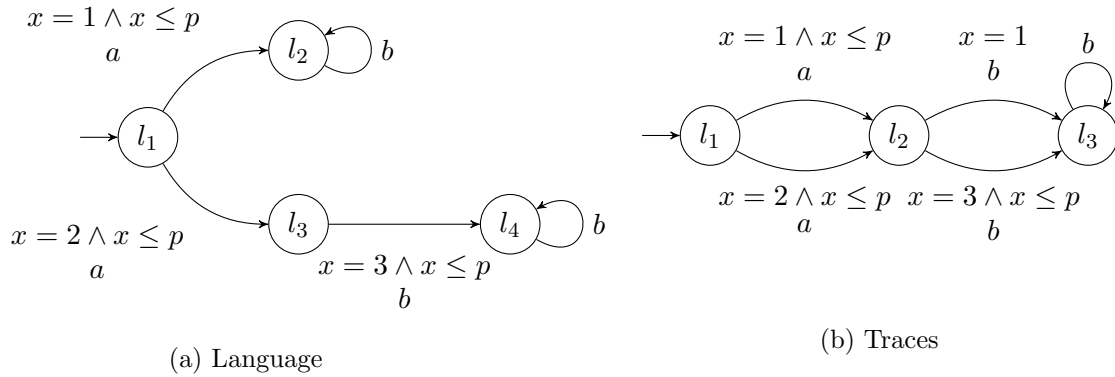 x = 1 ∧ x ≤ p
a
l₂
b
l₁
x = 2 ∧ x ≤ p
a
l₃
x = 3 ∧ x ≤ p
b
l₄
b
(a) Language
x = 1 ∧ x ≤ p
a
x = 1
b
b
l₁
l₂
l₃
x = 2 ∧ x ≤ p
a
x = 3 ∧ x ≤ p
b
(b) Traces